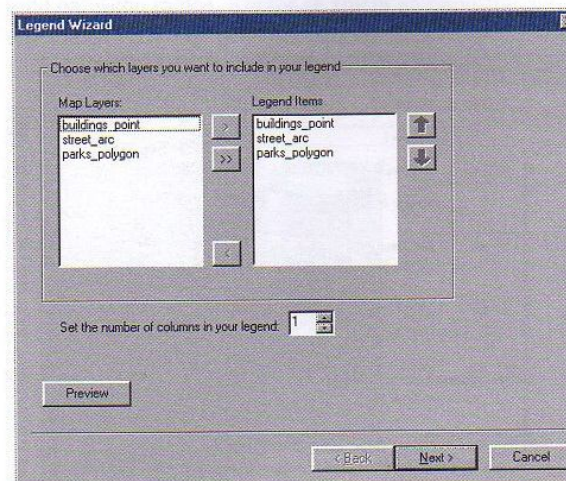 Legend Wizard
Choose which layers you want to include in your legend
Map Layers:
buildings_point
street_arc
parks_polygon
>
>>
<
Legend Items
buildings_point
street_arc
parks_polygon
Set the number of columns in your legend: 1
Preview
< Back
Next >
Cancel